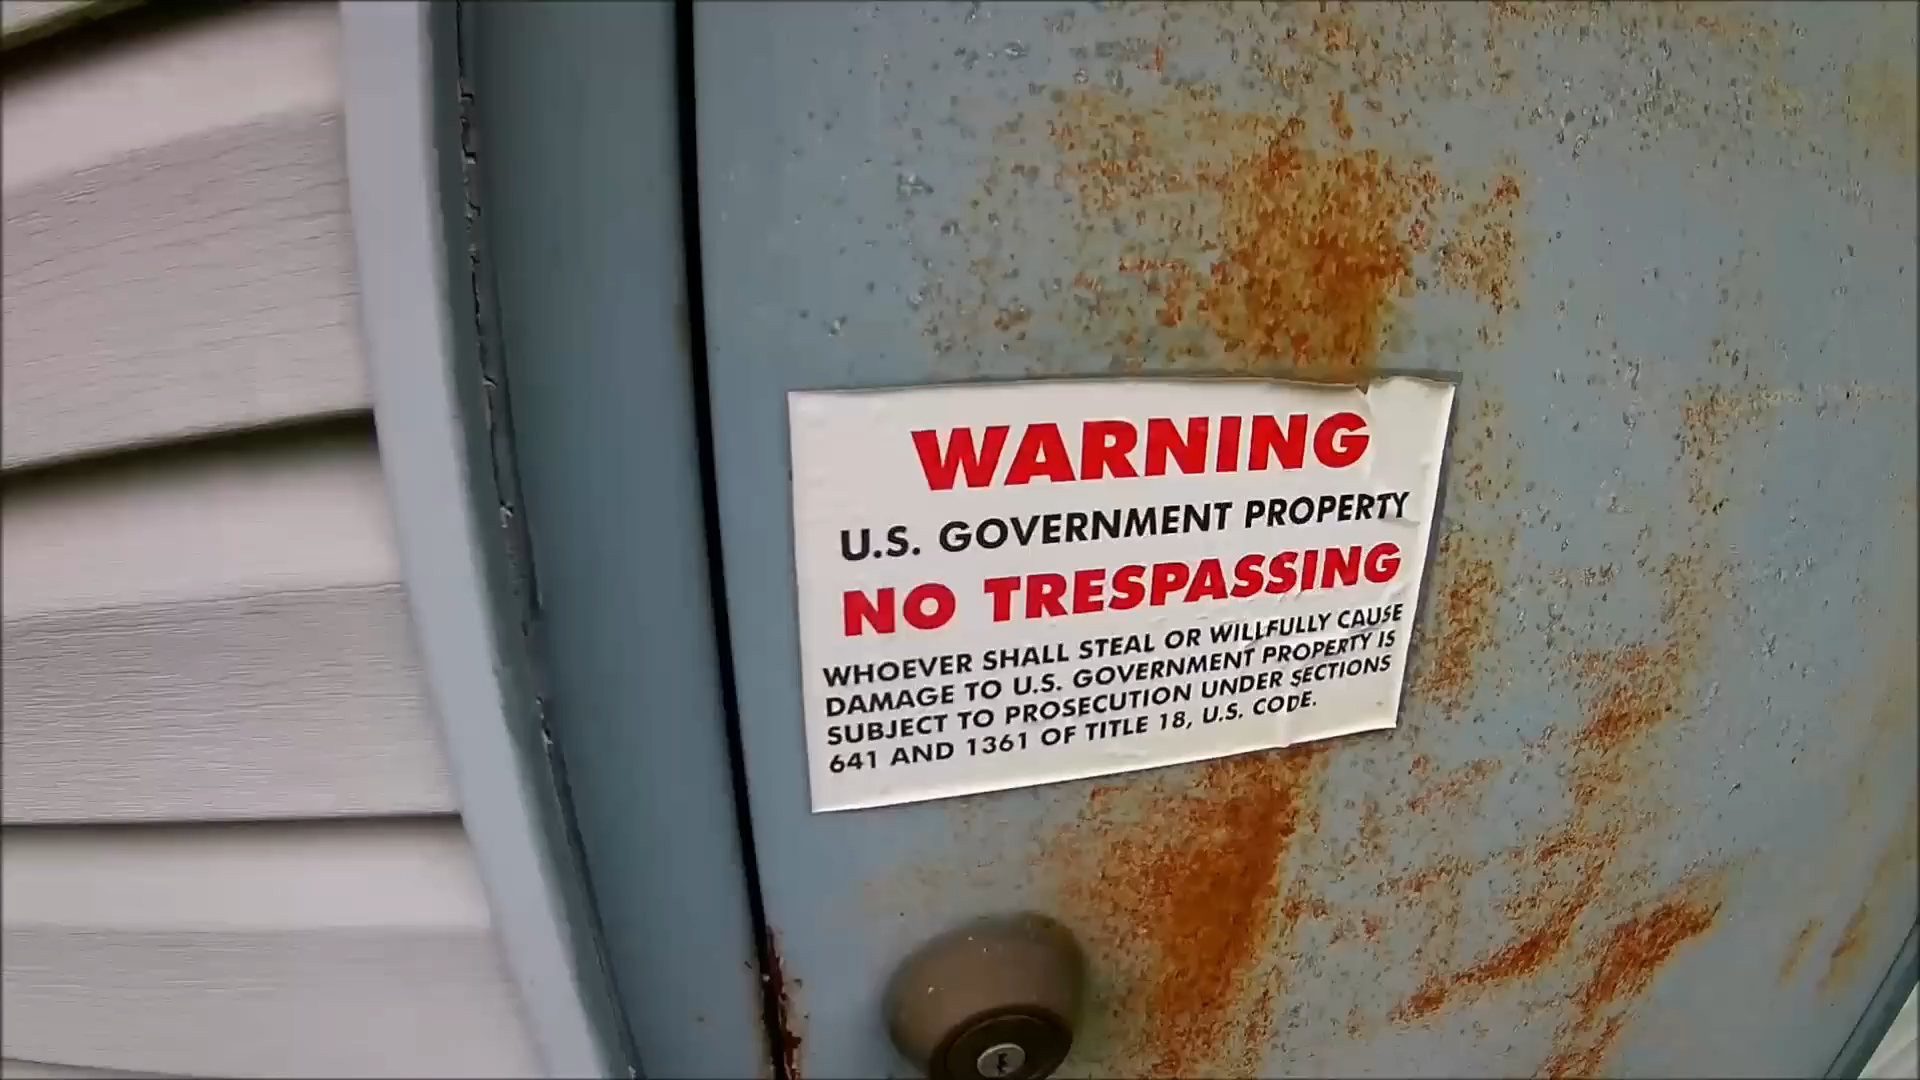 WARNING
U.S. GOVERNMENT PROPERTY
NO TRESPASSING
WHOEVER SHALL STEAL OR WILLFULLY CAUSE
DAMAGE TO U.S. GOVERNMENT PROPERTY IS
SUBJECT TO PROSECUTION UNDER SECTIONS
641 AND 1361 OF TITLE 18, U.S. CODE.